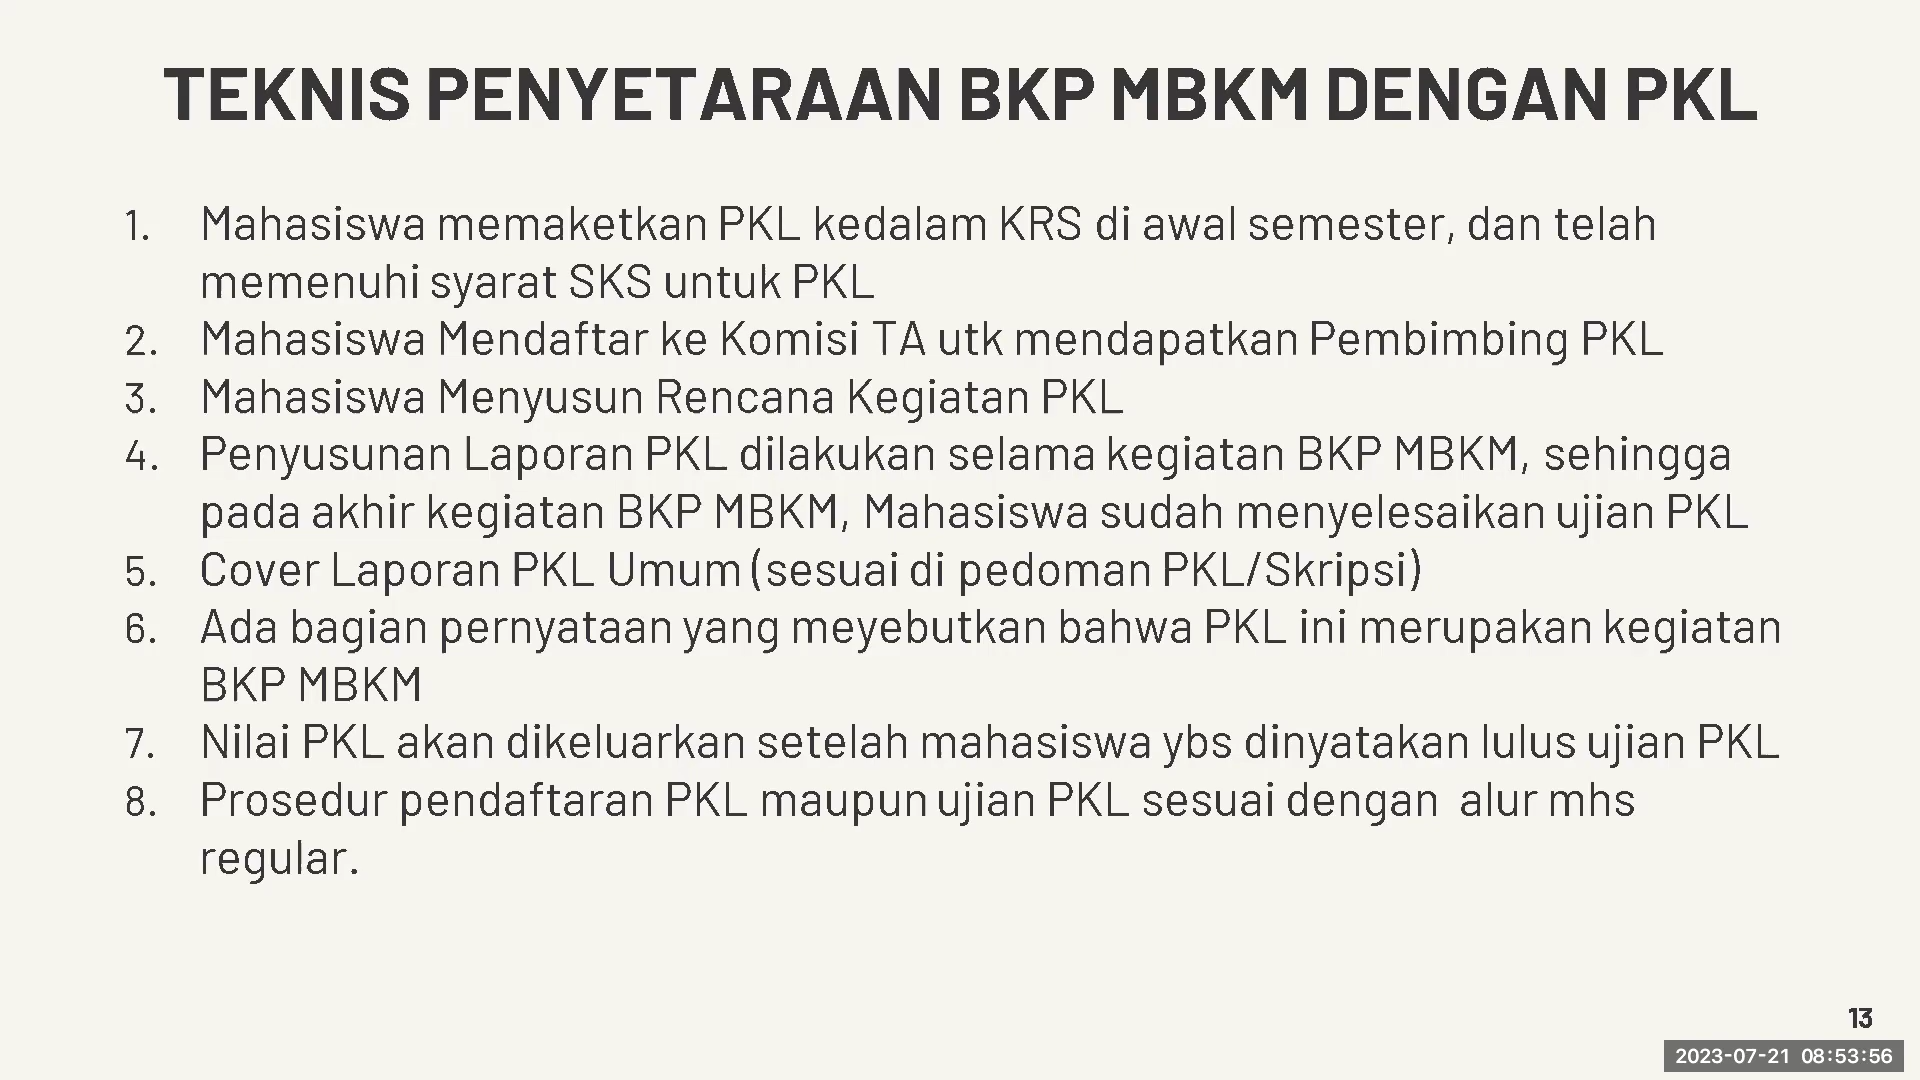 TEKNIS PENYETARAAN BKP MBKM DENGAN PKL
1. Mahasiswa memaketkan PKL kedalam KRS di awal semester, dan telah
memenuhi syarat SKS untuk PKL
2. Mahasiswa Mendaftar ke Komisi TA utk mendapatkan Pembimbing PKL
3. Mahasiswa Menyusun Rencana Kegiatan PKL
4. Penyusunan Laporan PKL dilakukan selama kegiatan BKP MBKM, sehingga
pada akhir kegiatan BKP MBKM, Mahasiswa sudah menyelesaikan ujian PKL
5. Cover Laporan PKL Umum (sesuai di pedoman PKL/Skripsi)
6. Ada bagian pernyataan yang meyebutkan bahwa PKL ini merupakan kegiatan
BKP MBKM
7. Nilai PKL akan dikeluarkan setelah mahasiswa ybs dinyatakan lulus ujian PKL
8. Prosedur pendaftaran PKL maupun ujian PKL sesuai dengan alur mhs
regular.
13
2023-07-21 08:53:56